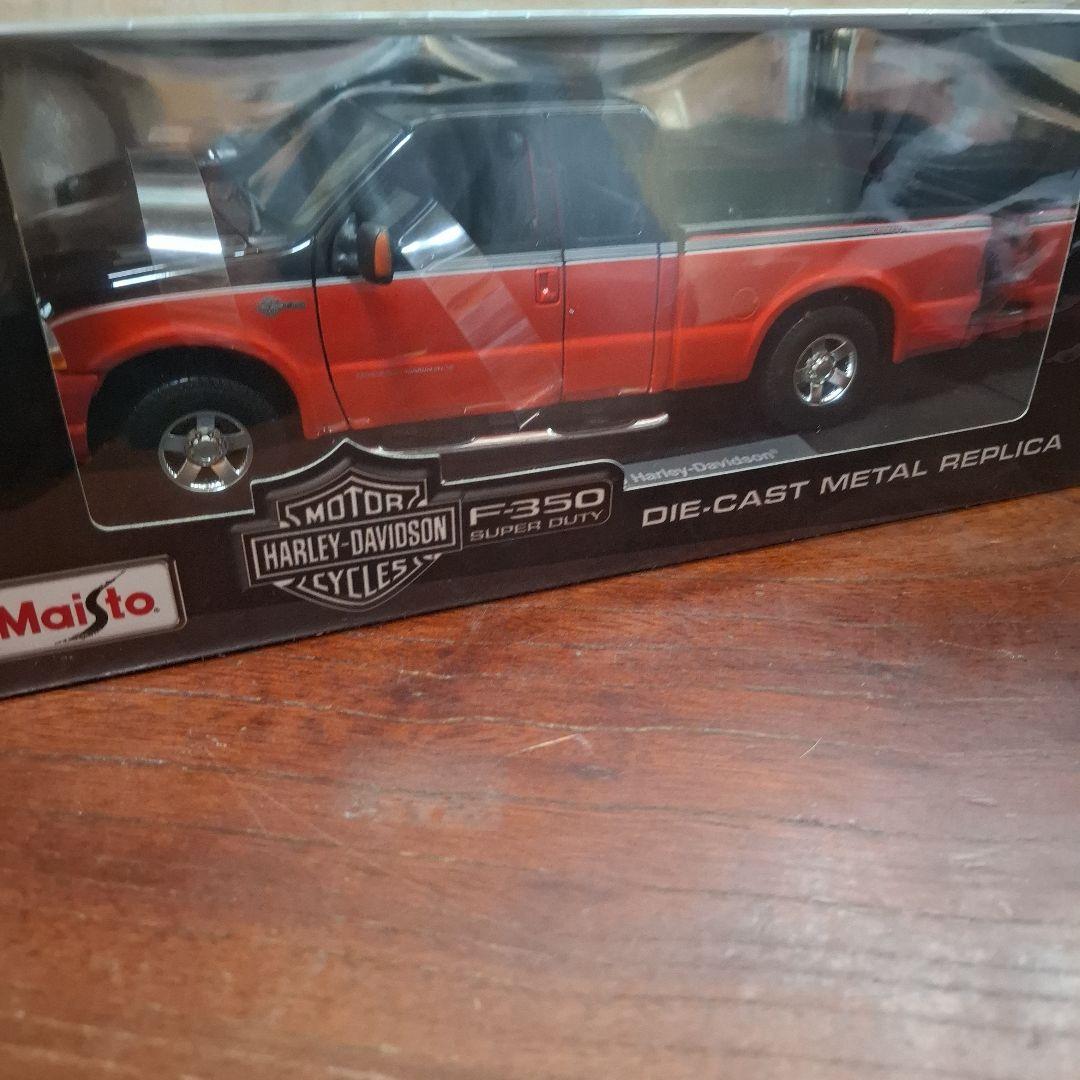 MOTOR
HARLEY-DAVIDSON
CYCLES
F-350
SUPER DUTY
Harley-Davidson
DIE-CAST METAL REPLICA
Maisto